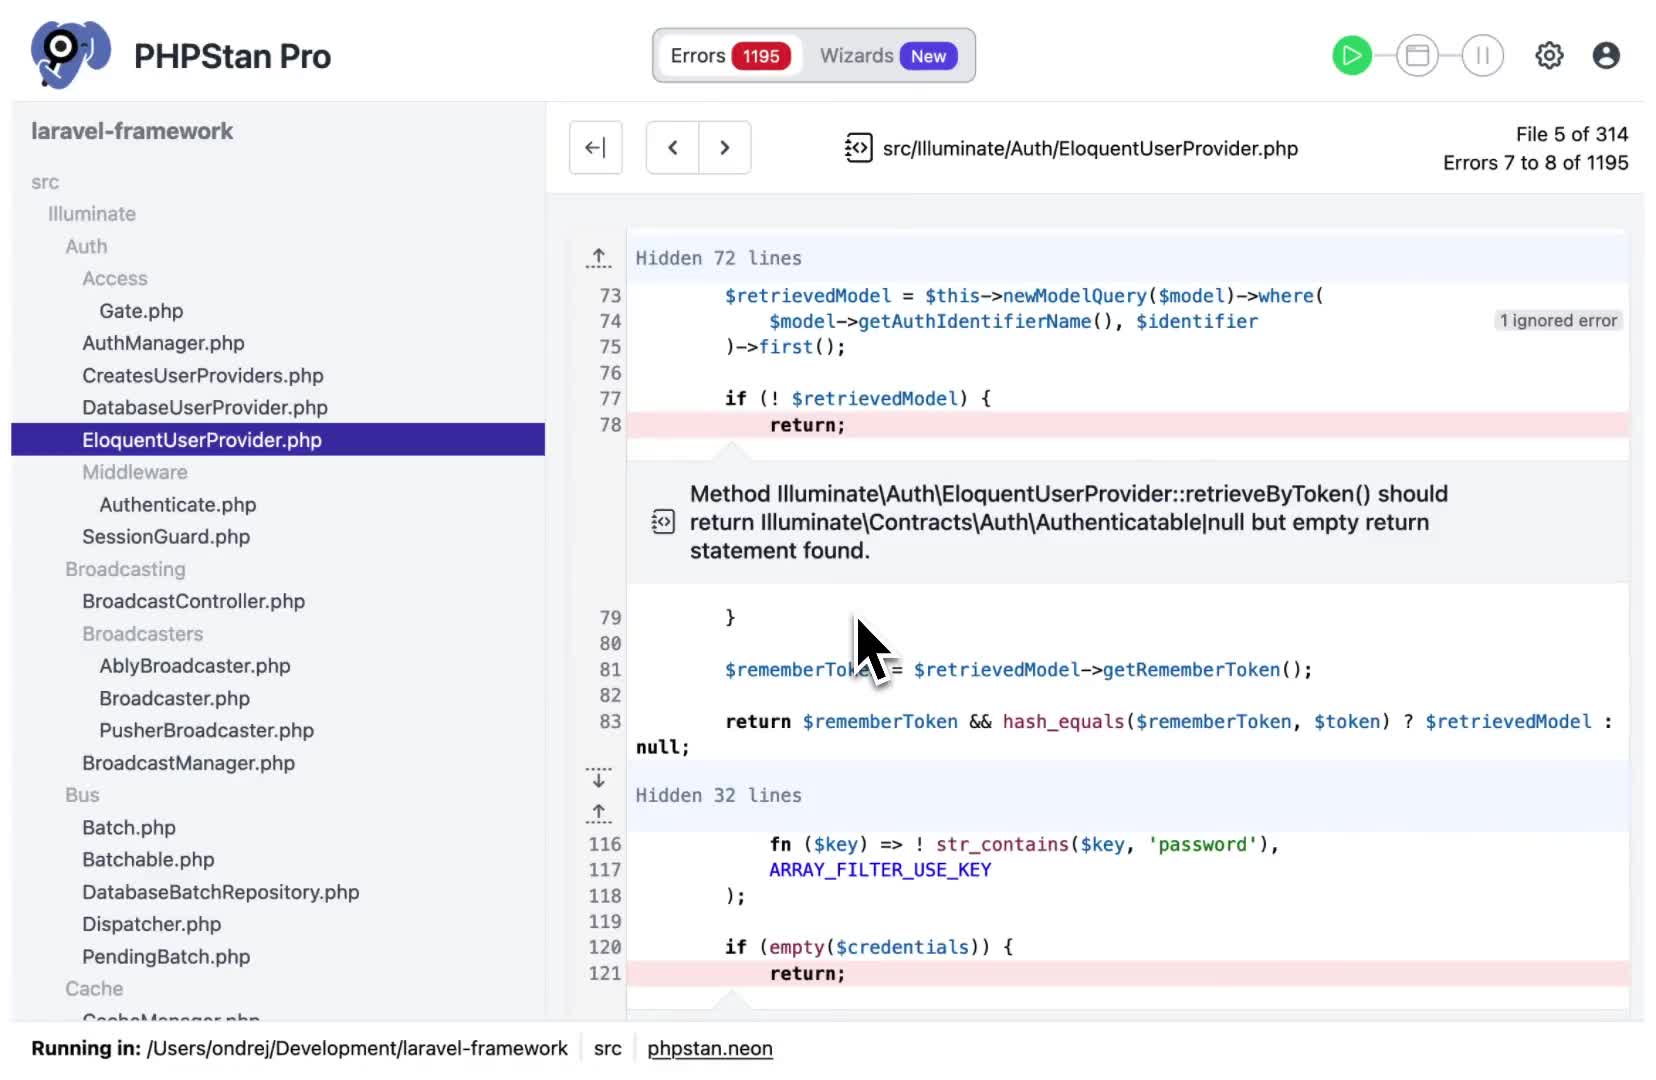 PHPStan Pro
Errors 1195 Wizards New
laravel-framework
src
Illuminate
Auth
Access
Gate.php
AuthManager.php
CreatesUserProviders.php
DatabaseUserProvider.php
EloquentUserProvider.php
Middleware
Authenticate.php
SessionGuard.php
Broadcasting
BroadcastController.php
Broadcasters
AblyBroadcaster.php
Broadcaster.php
PusherBroadcaster.php
BroadcastManager.php
Bus
Batch.php
Batchable.php
DatabaseBatchRepository.php
Dispatcher.php
PendingBatch.php
Cache
CacheManager.php
src/Illuminate/Auth/EloquentUserProvider.php
File 5 of 314
Errors 7 to 8 of 1195
Hidden 72 lines
73 $retrievedModel = $this->newModelQuery($model)->where(
74 $model->getAuthIdentifierName(), $identifier
1 ignored error
75 )->first();
76
77 if (! $retrievedModel) {
78 return;
Method Illuminate\Auth\EloquentUserProvider::retrieveByToken() should
return Illuminate\Contracts\Auth\Authenticatable|null but empty return
statement found.
79 }
80
81 $rememberToken = $retrievedModel->getRememberToken();
82
83 return $rememberToken && hash_equals($rememberToken, $token) ? $retrievedModel :
null;
Hidden 32 lines
116 fn ($key) => ! str_contains($key, 'password'),
117 ARRAY_FILTER_USE_KEY
118 );
119
120 if (empty($credentials)) {
121 return;
Running in: /Users/ondrej/Development/laravel-framework src phpstan.neon